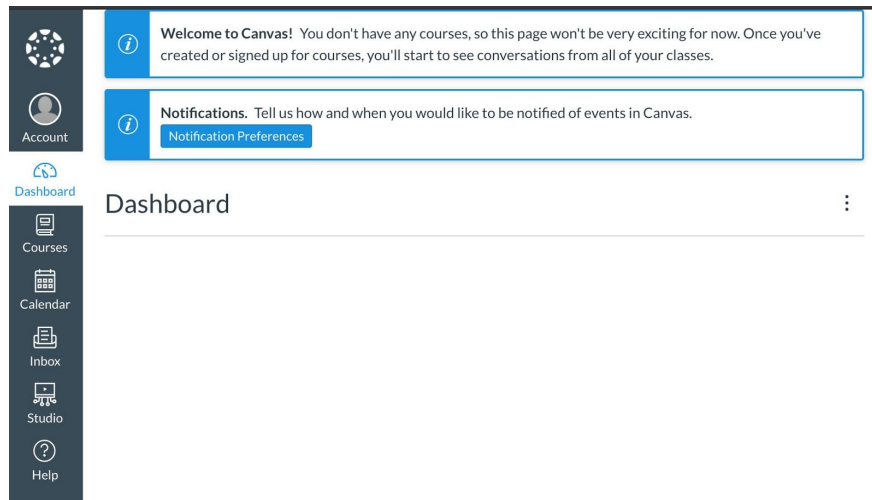 Welcome to Canvas! You don't have any courses, so this page won't be very exciting for now. Once you've
created or signed up for courses, you'll start to see conversations from all of your classes.
Notifications. Tell us how and when you would like to be notified of events in Canvas.
Notification Preferences
Account
Dashboard
Courses
Calendar
Inbox
Studio
Help
Dashboard